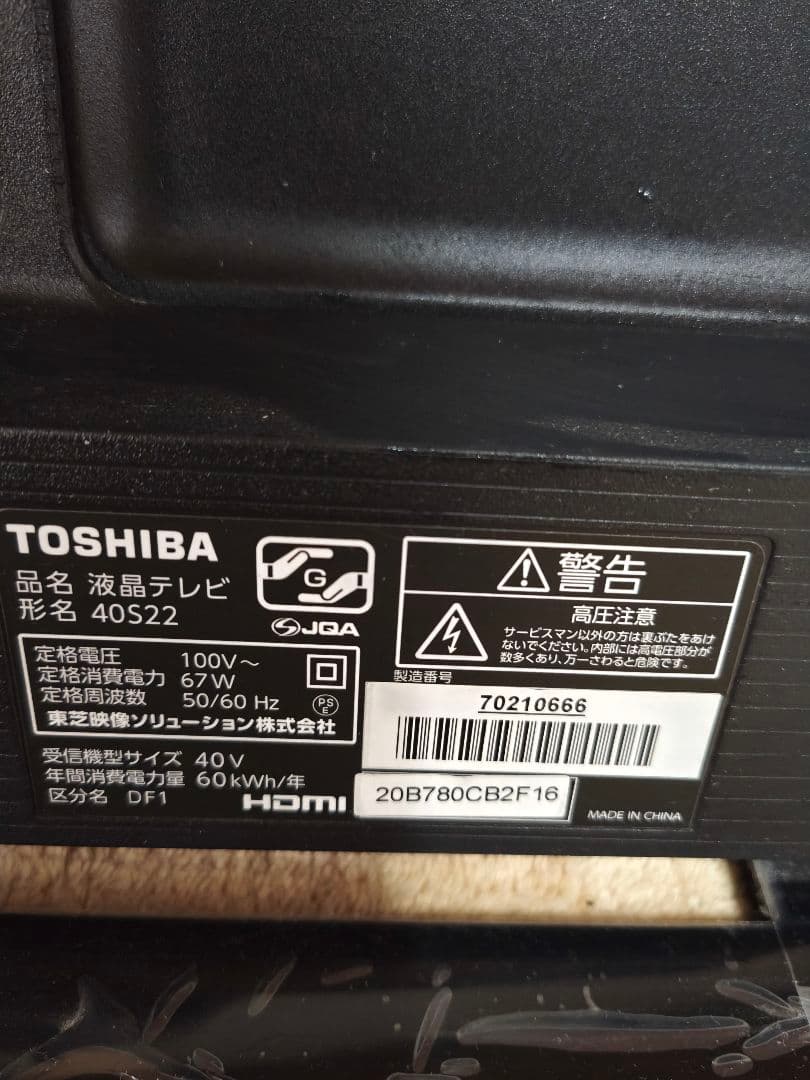 TOSHIBA
品名 液晶テレビ
形名 40S22
G
JQA
定格電圧 100V～
定格消費電力 67W
定格周波数 50/60 Hz
PS
E
東芝映像ソリューション株式会社
受信機型サイズ 40V
年間消費電力量 60kWh/年
区分名 DF1
HDMI
警告
高圧注意
サービスマン以外の方は裏ぶたをあけ
ないでください。内部には高電圧部分が
数多くあり、万一さわると危険です。
製造番号
70210666
20B780CB2F16
MADE IN CHINA